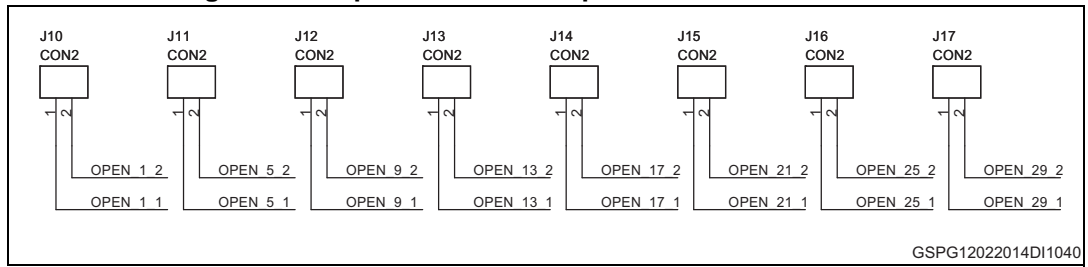 J10 J11 J12 J13 J14 J15 J16 J17
CON2 CON2 CON2 CON2 CON2 CON2 CON2 CON2
1 2 1 2 1 2 1 2 1 2 1 2 1 2 1 2
OPEN_1_2 OPEN_5_2 OPEN_9_2 OPEN_13_2 OPEN_17_2 OPEN_21_2 OPEN_25_2 OPEN_29_2
OPEN_1_1 OPEN_5_1 OPEN_9_1 OPEN_13_1 OPEN_17_1 OPEN_21_1 OPEN_25_1 OPEN_29_1
GSPG12022014DI1040